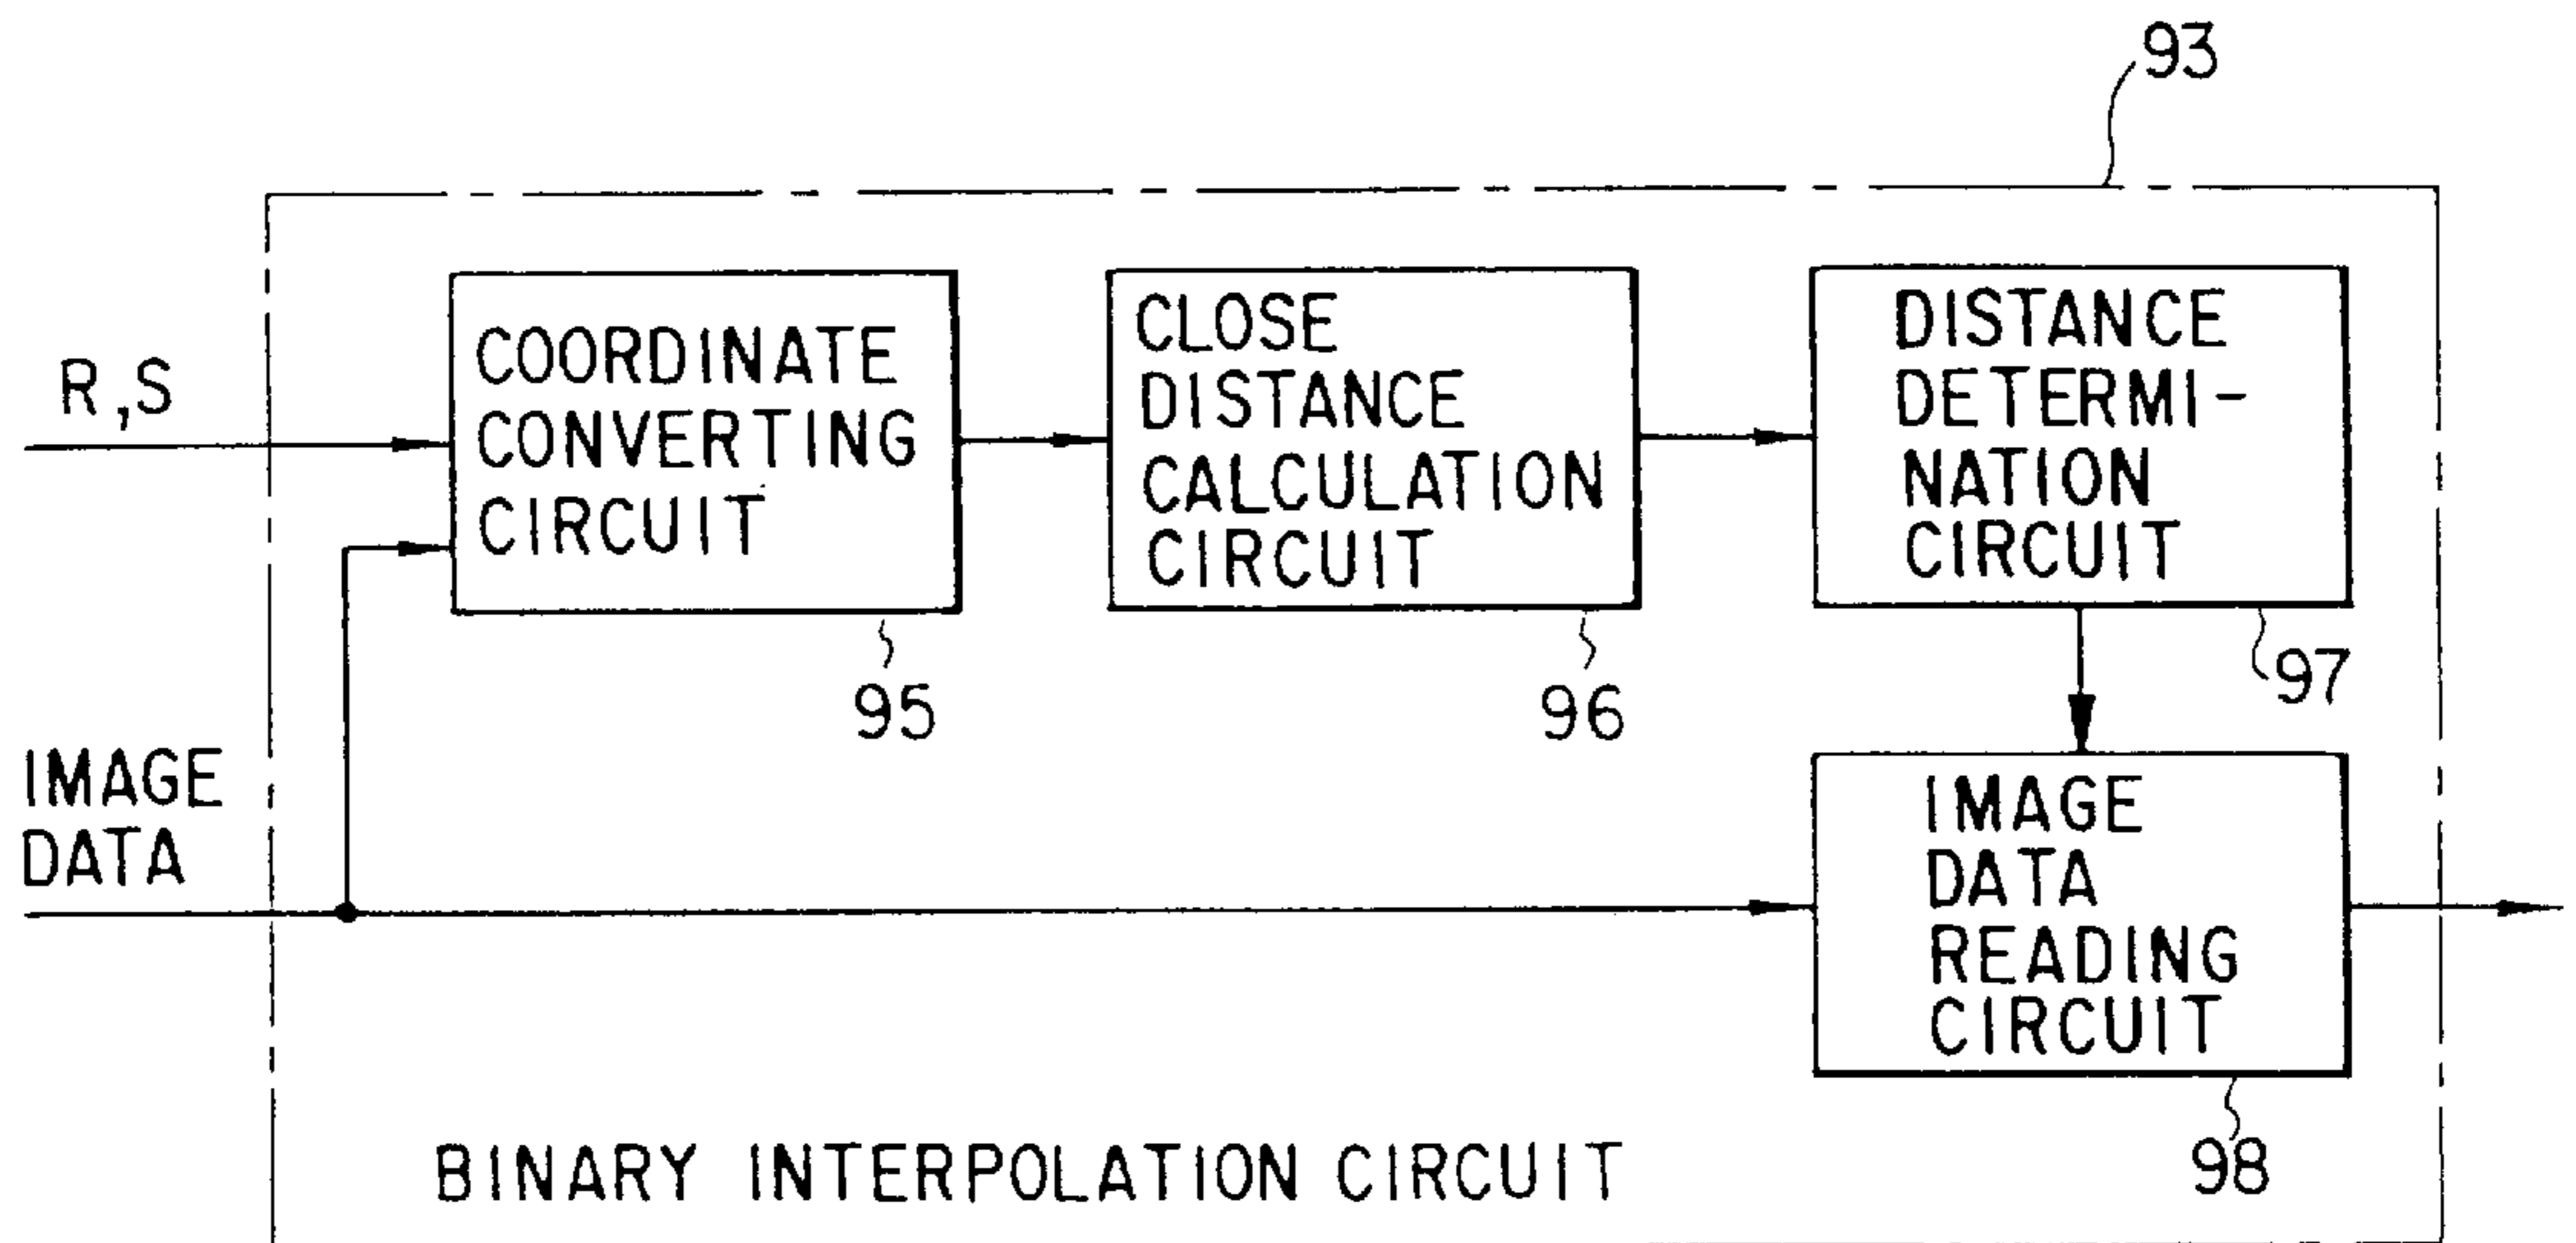 93
R,S
COORDINATE
CONVERTING
CIRCUIT
95
CLOSE
DISTANCE
CALCULATION
CIRCUIT
96
DISTANCE
DETERMI-
NATION
CIRCUIT
97
IMAGE
DATA
IMAGE
DATA
READING
CIRCUIT
98
BINARY INTERPOLATION CIRCUIT